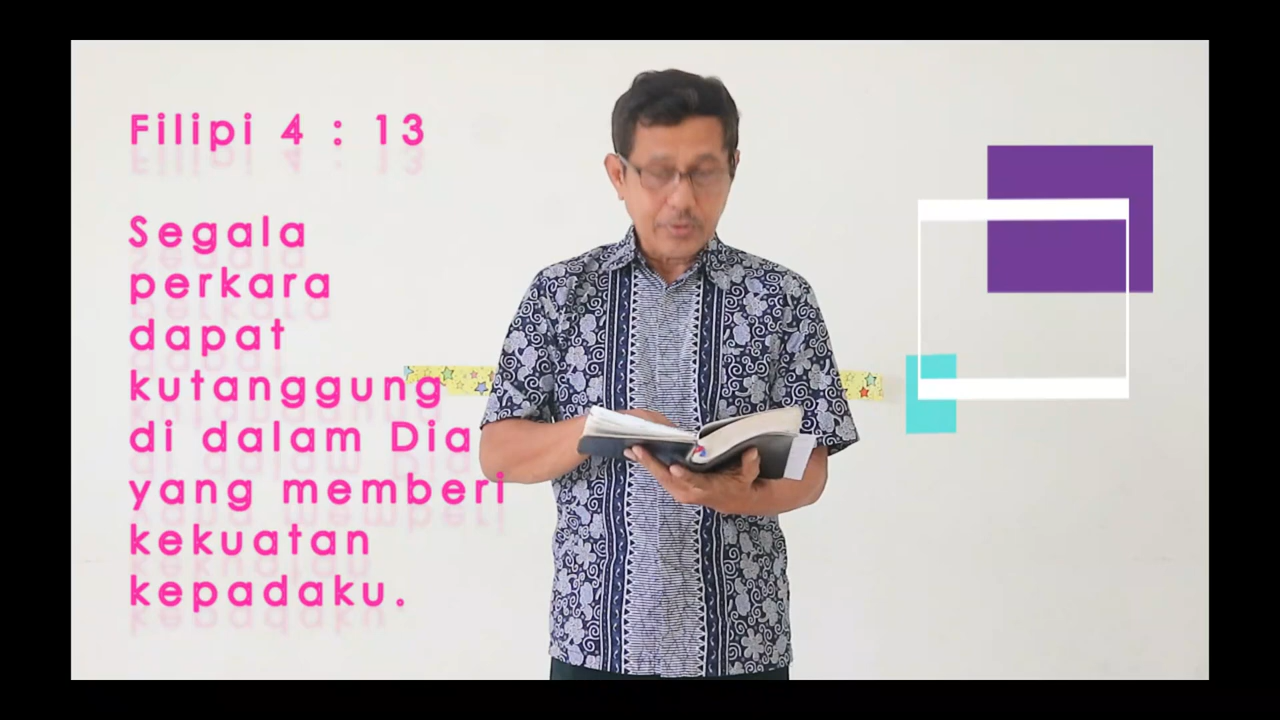 Filipi 4 : 13
Segala
perkara
dapat
kutanggung
di dalam Dia
yang memberi
kekuatan
kepadaku.